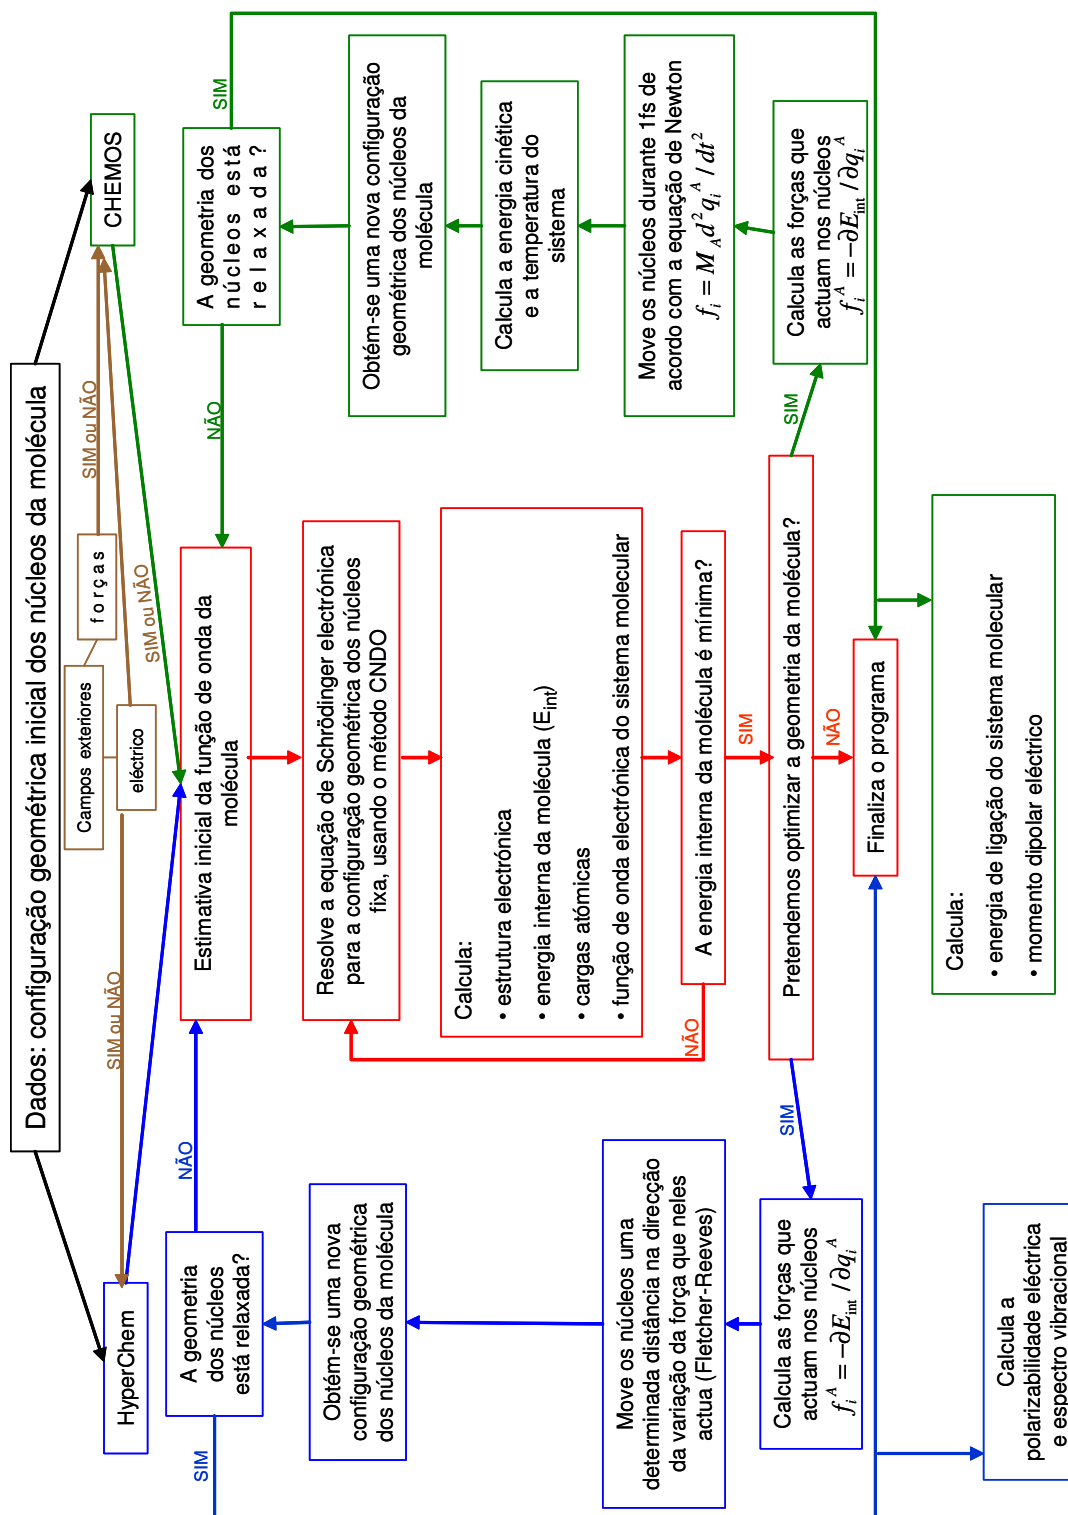 Dados: configuração geométrica inicial dos núcleos da molécula
HyperChem
CHEMOS
Campos exteriores
forças
eléctrico
SIM ou NÃO
SIM ou NÃO
SIM ou NÃO
Estimativa inicial da função de onda da
molécula
Resolve a equação de Schrödinger electrónica
para a configuração geométrica dos núcleos
fixa, usando o método CNDO
Calcula:
• estrutura electrónica
• energia interna da molécula (E_int)
• cargas atómicas
• função de onda electrónica do sistema molecular
A energia interna da molécula é mínima?
NÃO
SIM
Pretendemos optimizar a geometria da molécula?
SIM
NÃO
SIM
Finaliza o programa
A geometria
dos núcleos
está relaxada?
SIM
NÃO
Obtém-se uma nova
configuração geométrica
dos núcleos da molécula
Move os núcleos uma
determinada distância na direcção
da variação da força que neles
actua (Fletcher-Reeves)
Calcula as forças que
actuam nos núcleos
f_i^A = −∂E_int / ∂q_i^A
Calcula a
polarizabilidade eléctrica
e espectro vibracional
A geometria dos
núcleos está
relaxada?
NÃO
SIM
Obtém-se uma nova configuração
geométrica dos núcleos da
molécula
Calcula a energia cinética
e a temperatura do
sistema
Move os núcleos durante 1fs de
acordo com a equação de Newton
f_i = M_A d² q_i^A / dt²
Calcula as forças que
actuam nos núcleos
f_i^A = −∂E_int / ∂q_i^A
Calcula:
• energia de ligação do sistema molecular
• momento dipolar eléctrico